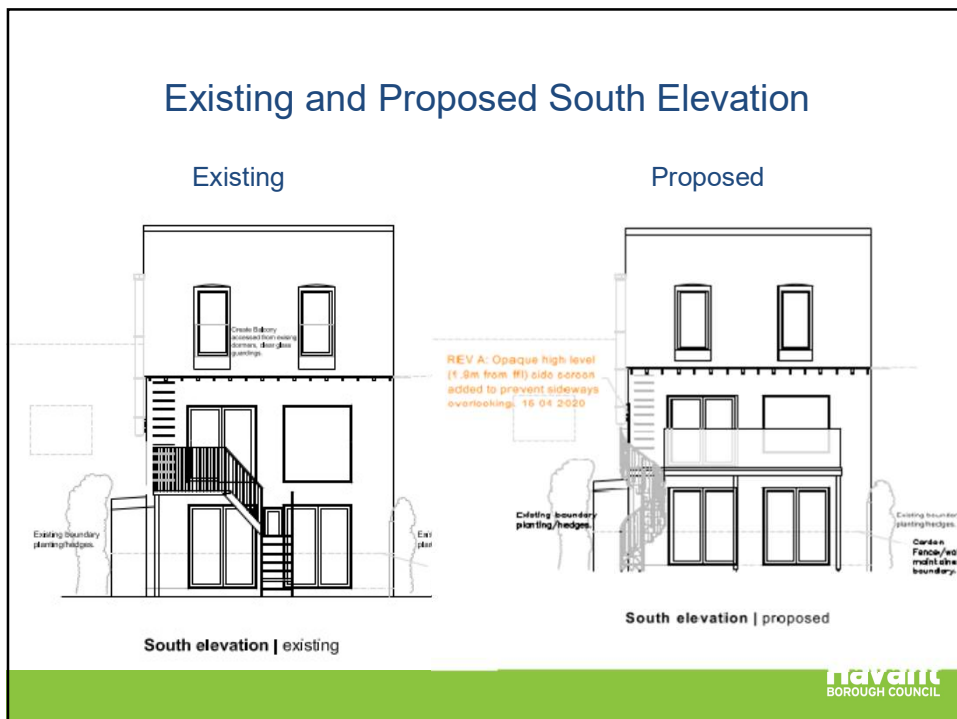 Existing and Proposed South Elevation
Existing
Proposed
Create Balcony
accessed from existing
dormers, clear glass
guardings.
REV A: Opaque high level
(1.8m from ffl) side screen
added to prevent sideways
overlooking. 16 04 2020
Existing boundary
planting/hedges.
Existing boundary
planting/hedges.
Existing boundary
planting/hedges.
Garden
boundary.
South elevation | existing
South elevation | proposed
Havant
BOROUGH COUNCIL